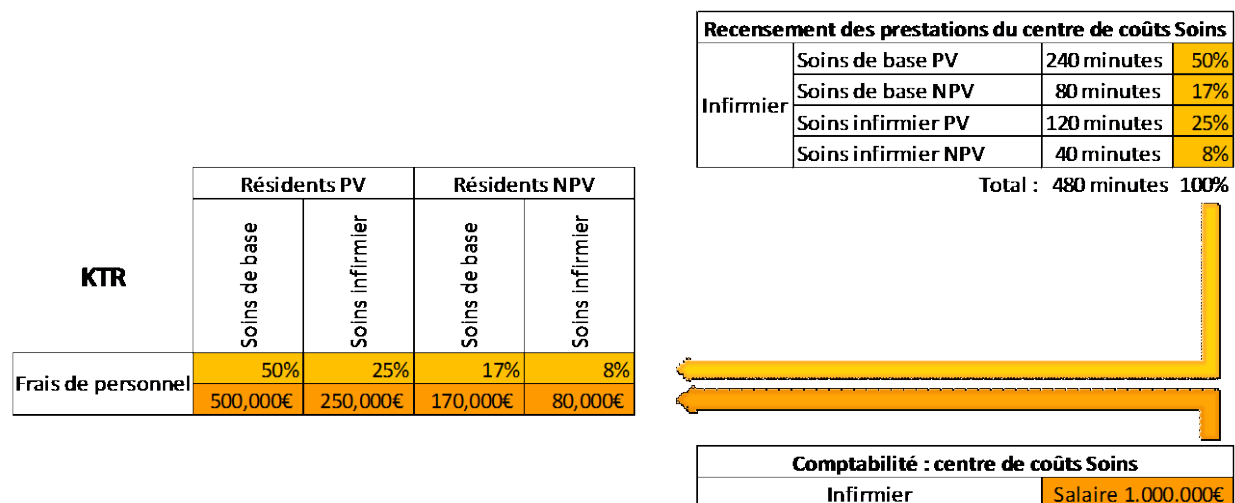 Recensement des prestations du centre de coûts Soins
Infirmier
Soins de base PV 240 minutes 50%
Soins de base NPV 80 minutes 17%
Soins infirmier PV 120 minutes 25%
Soins infirmier NPV 40 minutes 8%
Total : 480 minutes 100%
Résidents PV Résidents NPV
KTR Soins de base Soins infirmier Soins de base Soins infirmier
Frais de personnel
50% 25% 17% 8%
500,000€ 250,000€ 170,000€ 80,000€
Comptabilité : centre de coûts Soins
Infirmier Salaire 1.000.000€